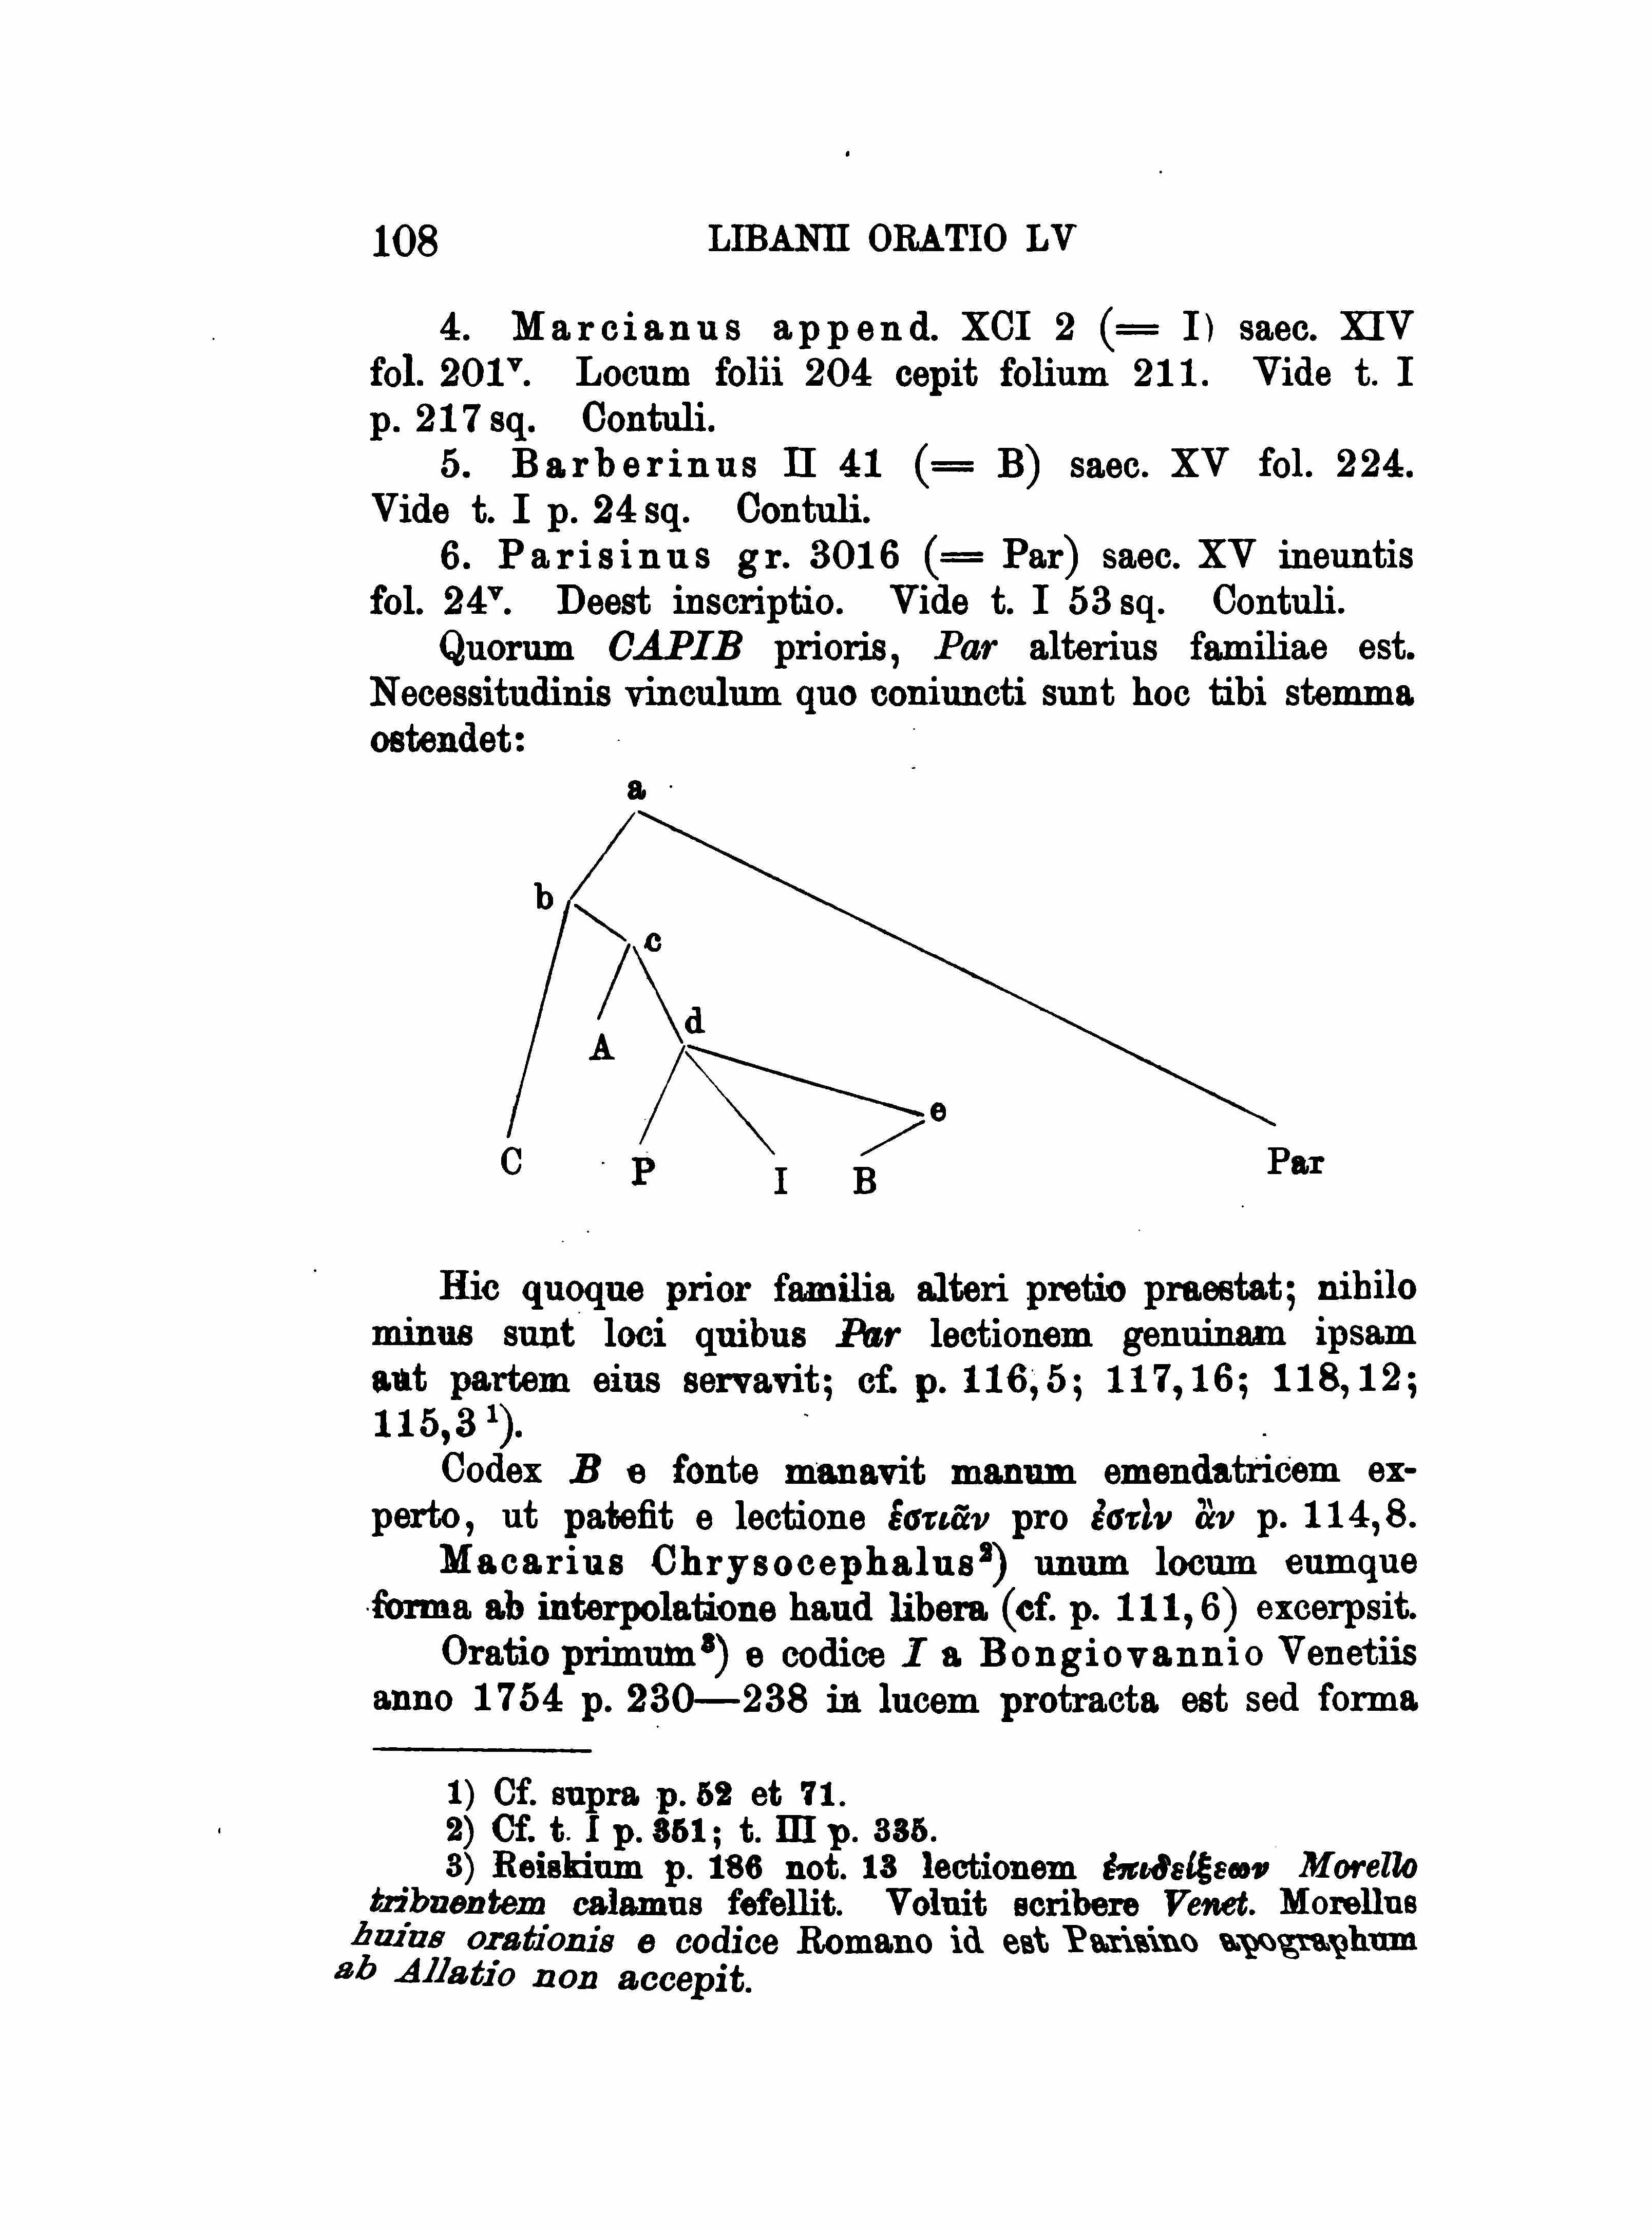 108 LIBANII ORATIO LV
4. Marcianus append. XCI 2 (= I) saec. XIV
fol. 201ᵛ. Locum folii 204 cepit folium 211. Vide t. I
p. 217 sq. Contuli.
5. Barberinus II 41 (= B) saec. XV fol. 224.
Vide t. I p. 24 sq. Contuli.
6. Parisinus gr. 3016 (= Par) saec. XV ineuntis
fol. 24ᵛ. Deest inscriptio. Vide t. I 53 sq. Contuli.
Quorum CAPIB prioris, Par alterius familiae est.
Necessitudinis vinculum quo coniuncti sunt hoc tibi stemma
ostendet:
a
b
c
d
A
e
C P I B Par
Hic quoque prior familia alteri pretio praestat; nihilo
minus sunt loci quibus Par lectionem genuinam ipsam
aut partem eius servavit; cf. p. 116,5; 117,16; 118,12;
115,3 ¹).
Codex B e fonte manavit manum emendatricem ex-
perto, ut patefit e lectione ἑστιᾶν pro ἐστὶν ἂν p. 114,8.
Macarius Chrysocephalus²) unum locum eumque
forma ab interpolatione haud libera (cf. p. 111,6) excerpsit.
Oratio primum³) e codice I a Bongiovannio Venetiis
anno 1754 p. 230—238 in lucem protracta est sed forma
1) Cf. supra p. 52 et 71.
2) Cf. t. I p. 351; t. III p. 335.
3) Reiskium p. 186 not. 13 lectionem ἐπιδείξεων Morello
tribuentem calamus fefellit. Voluit scribere Venet. Morellus
huius orationis e codice Romano id est Parisino apographum
ab Allatio non accepit.